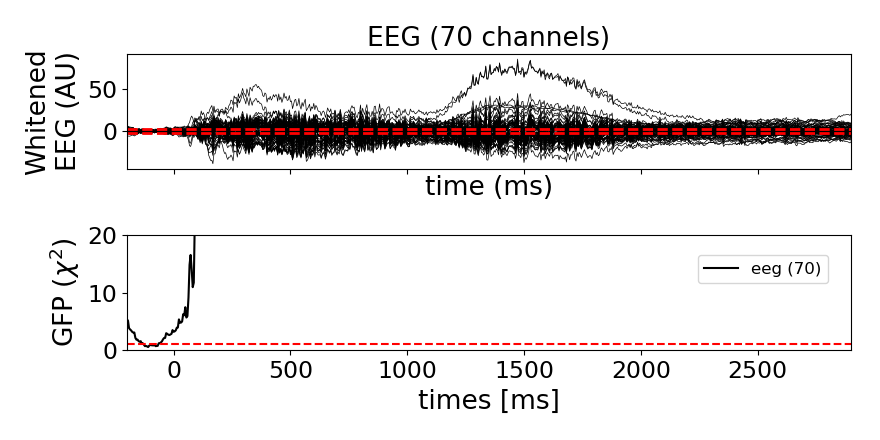 EEG (70 channels)
Whitened
EEG (AU)
50
0
time (ms)
GFP (χ²)
20
10
0
eeg (70)
0 500 1000 1500 2000 2500
times [ms]